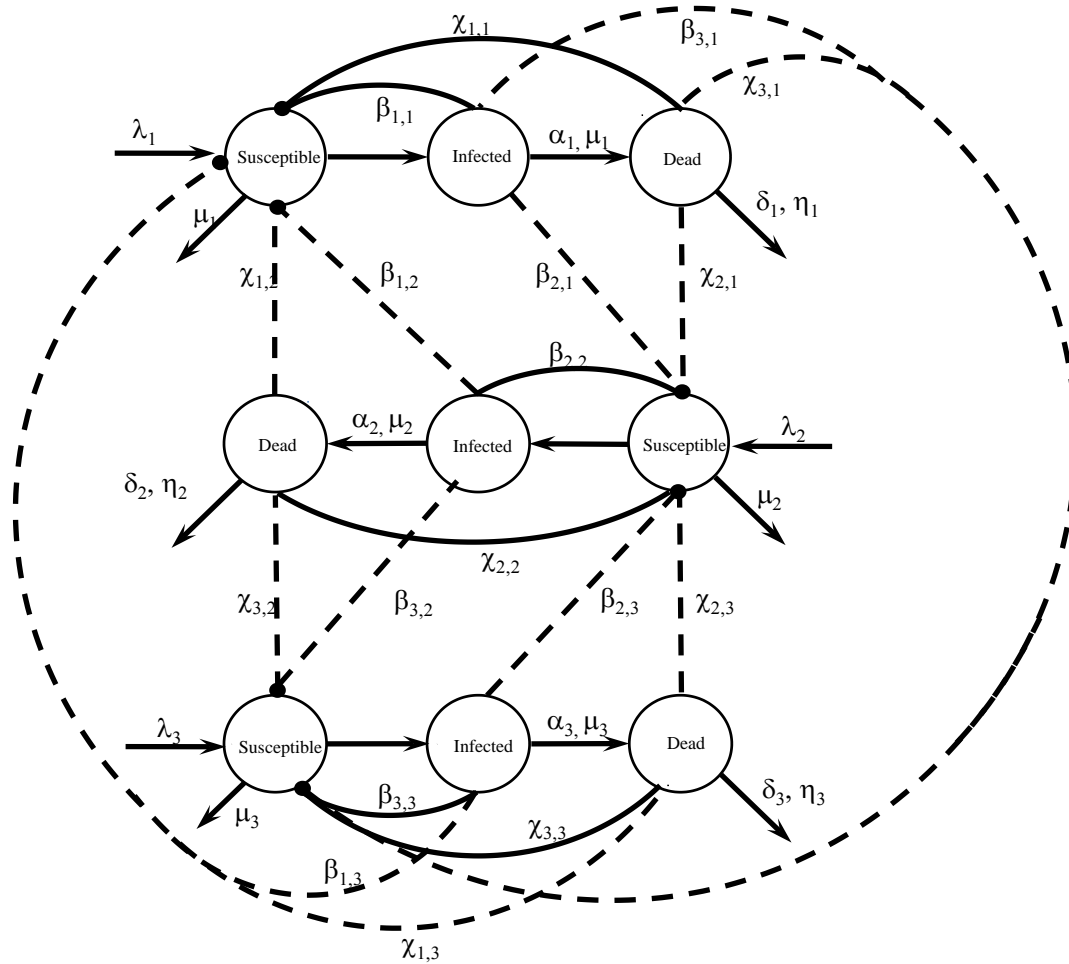 χ1,1
β3,1
χ3,1
β1,1
λ1
Susceptible
Infected
α1, μ1
Dead
μ1
δ1, η1
χ1,2
β1,2
β2,1
χ2,1
β2,2
Dead
α2, μ2
Infected
Susceptible
λ2
δ2, η2
μ2
χ2,2
χ3,2
β3,2
β2,3
χ2,3
λ3
Susceptible
Infected
α3, μ3
Dead
μ3
β3,3
χ3,3
δ3, η3
β1,3
χ1,3